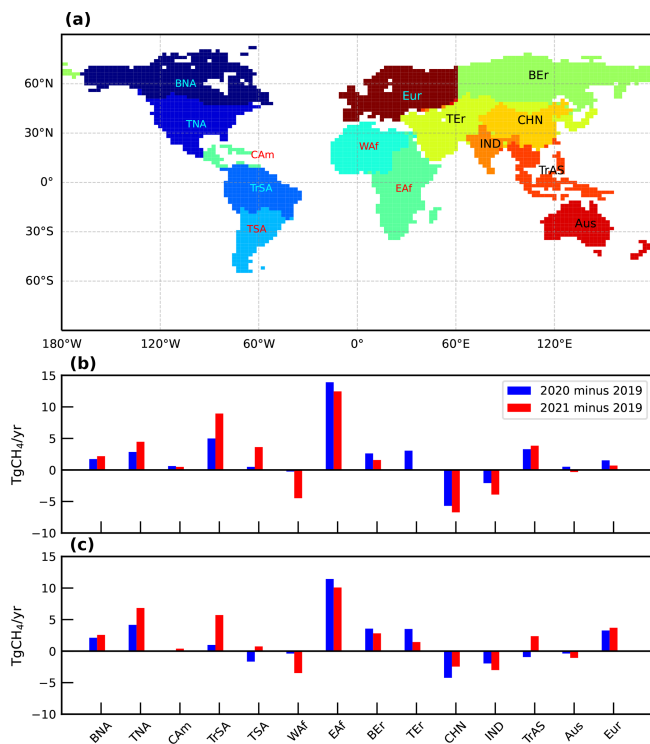 (a)
60°N
30°N
0°
30°S
60°S
BNA
TNA
CAm
TrSA
TSA
Eur
WAf
EAf
BEr
TEr
CHN
IND
TrAS
Aus
180°W 120°W 60°W 0° 60°E 120°E
(b)
TgCH₄/yr
15
10
5
0
−5
−10
2020 minus 2019
2021 minus 2019
(c)
TgCH₄/yr
15
10
5
0
−5
−10
BNA TNA CAm TrSA TSA WAf EAf BEr TEr CHN IND TrAS Aus Eur